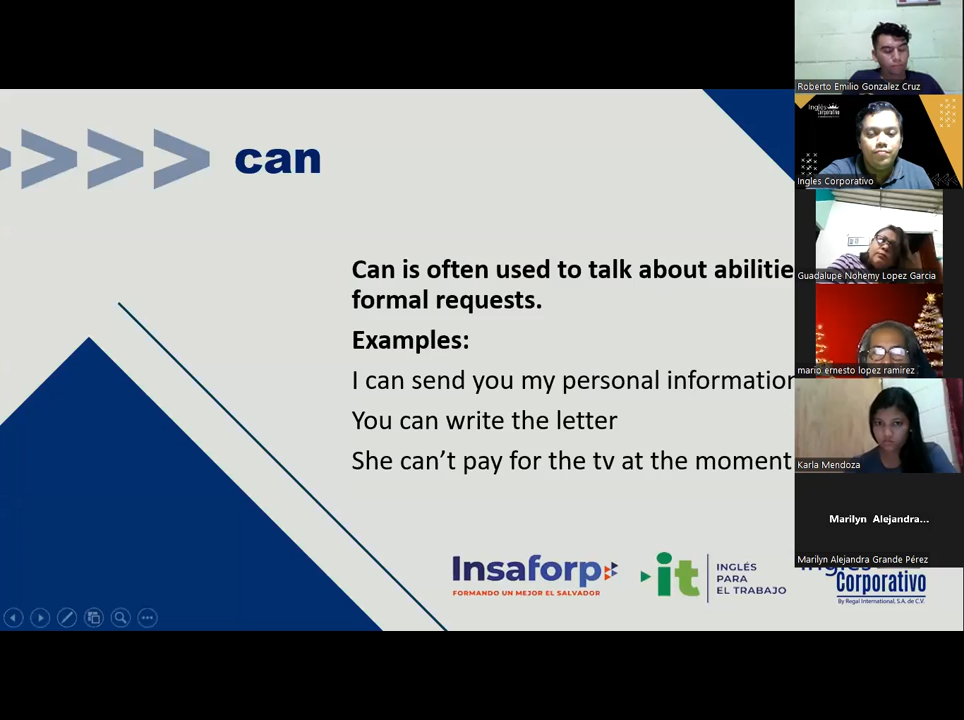 can
Can is often used to talk about abilitie
formal requests.
Examples:
I can send you my personal information
You can write the letter
She can’t pay for the tv at the moment
Insaforp
FORMANDO UN MEJOR EL SALVADOR
it
INGLÉS
PARA
EL TRABAJO
Inglés
Corporativo
By Regal International, S.A. de C.V.
Roberto Emilio Gonzalez Cruz
Inglés
Corporativo
Ingles Corporativo
Guadalupe Nohemy Lopez Garcia
mario ernesto lopez ramirez
Karla Mendoza
Marilyn Alejandra...
Marilyn Alejandra Grande Pérez